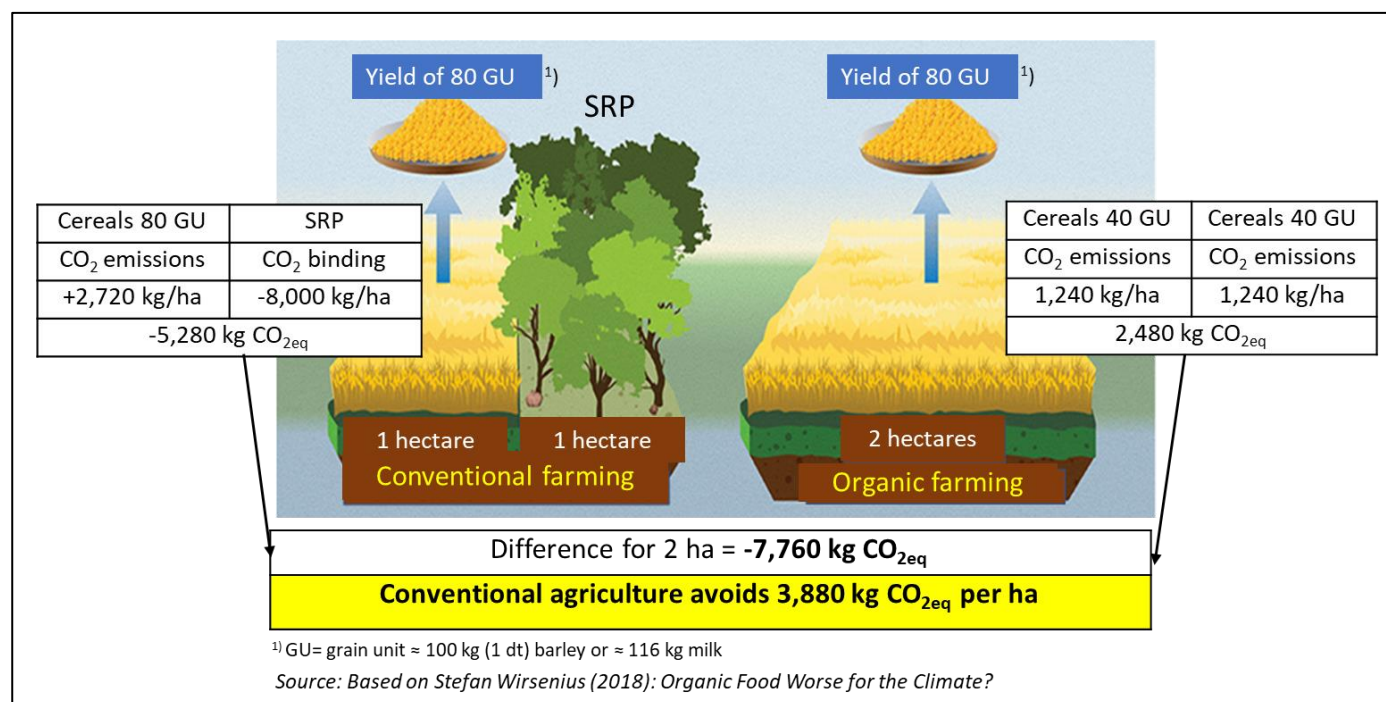 Yield of 80 GU 1)
Yield of 80 GU 1)
SRP
Cereals 80 GU SRP
CO2 emissions CO2 binding
+2,720 kg/ha -8,000 kg/ha
-5,280 kg CO2eq
Cereals 40 GU Cereals 40 GU
CO2 emissions CO2 emissions
1,240 kg/ha 1,240 kg/ha
2,480 kg CO2eq
1 hectare 1 hectare
Conventional farming
2 hectares
Organic farming
Difference for 2 ha = -7,760 kg CO2eq
Conventional agriculture avoids 3,880 kg CO2eq per ha
1) GU= grain unit ≈ 100 kg (1 dt) barley or ≈ 116 kg milk
Source: Based on Stefan Wirsenius (2018): Organic Food Worse for the Climate?